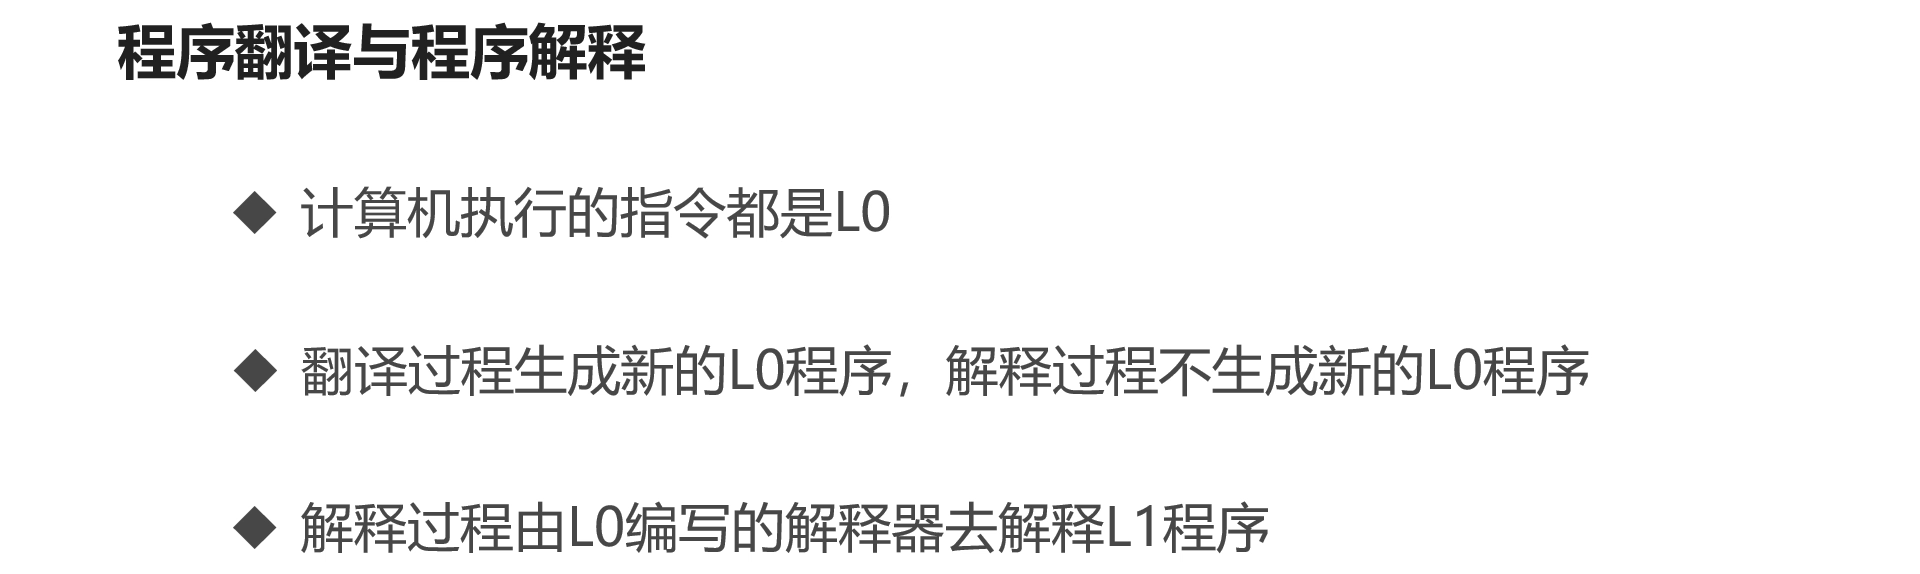 程序翻译与程序解释
◆ 计算机执行的指令都是L0
◆ 翻译过程生成新的L0程序，解释过程不生成新的L0程序
◆ 解释过程由L0编写的解释器去解释L1程序